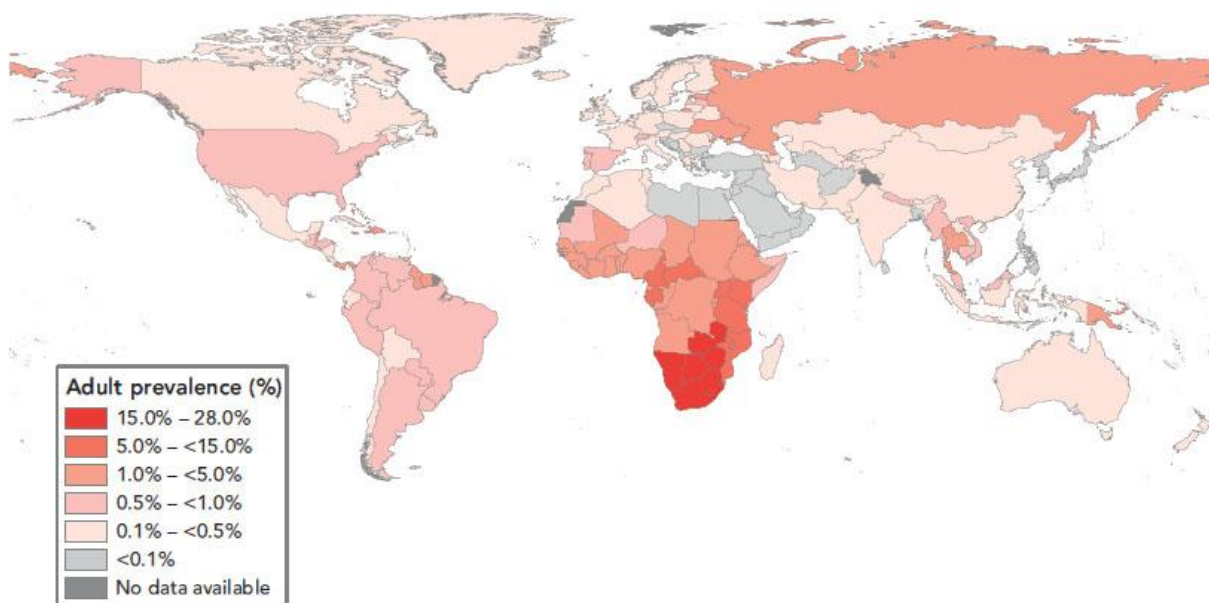 Adult prevalence (%)
15.0% – 28.0%
5.0% – <15.0%
1.0% – <5.0%
0.5% – <1.0%
0.1% – <0.5%
<0.1%
No data available